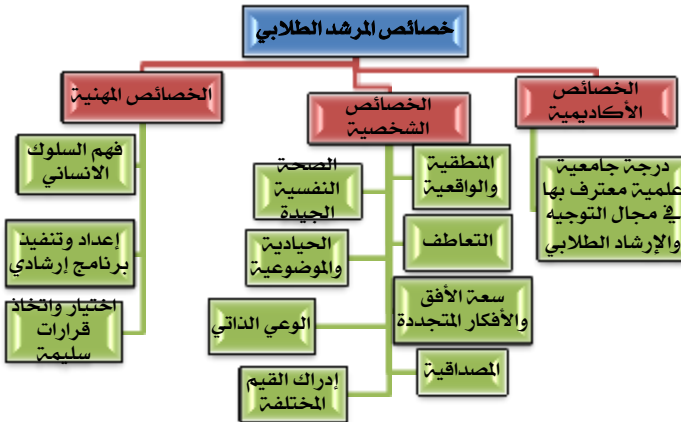 خصائص المرشد الطلابي
الخصائص
الأكاديمية
درجة جامعية
علمية معترف بها
في مجال التوجيه
والإرشاد الطلابي
الخصائص
الشخصية
المنطقية
والواقعية
الصحة
النفسية
الجيدة
التعاطف
الحيادية
والموضوعية
سعة الأفق
والأفكار المتجددة
الوعي الذاتي
المصداقية
إدراك القيم
المختلفة
الخصائص المهنية
فهم السلوك
الانساني
إعداد وتنفيذ
برنامج إرشادي
اختيار واتخاذ
قرارات
سليمة